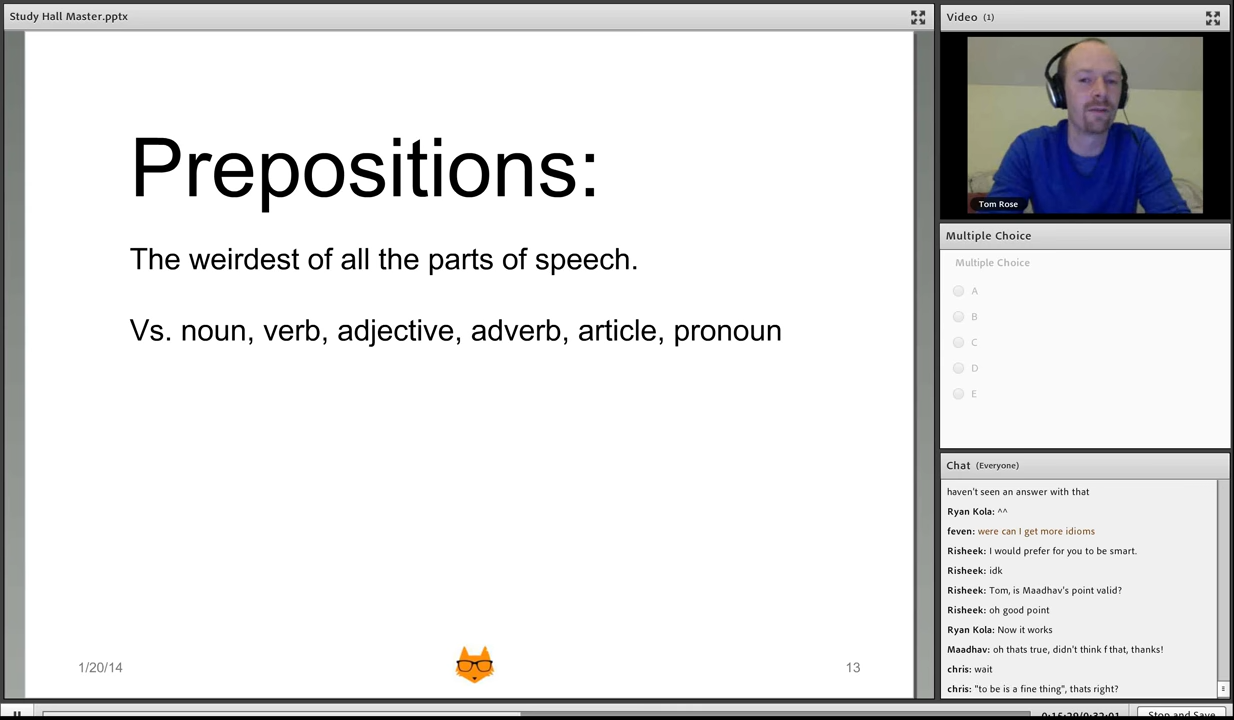 Study Hall Master.pptx
Prepositions:
The weirdest of all the parts of speech.
Vs. noun, verb, adjective, adverb, article, pronoun
1/20/14
13
Video (1)
Tom Rose
Multiple Choice
Multiple Choice
A
B
C
D
E
Chat (Everyone)
haven't seen an answer with that
Ryan Kola: ^^
feven: were can I get more idioms
Risheek: I would prefer for you to be smart.
Risheek: idk
Risheek: Tom, is Maadhav's point valid?
Risheek: oh good point
Ryan Kola: Now it works
Maadhav: oh thats true, didn't think f that, thanks!
chris: wait
chris: "to be is a fine thing", thats right?
Stop and Save